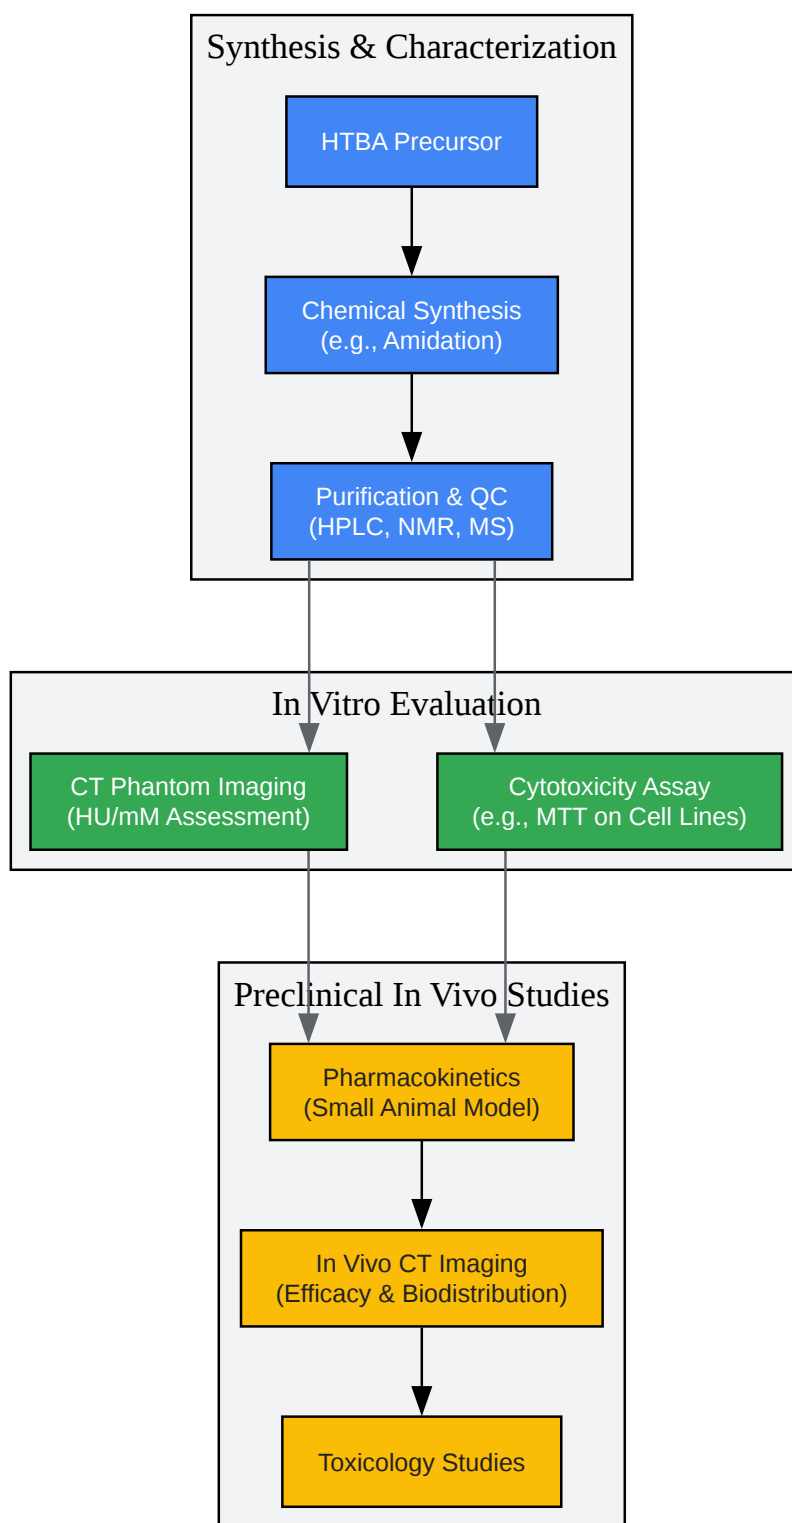 Synthesis & Characterization
HTBA Precursor
Chemical Synthesis
(e.g., Amidation)
Purification & QC
(HPLC, NMR, MS)
In Vitro Evaluation
CT Phantom Imaging
(HU/mM Assessment)
Cytotoxicity Assay
(e.g., MTT on Cell Lines)
Preclinical In Vivo Studies
Pharmacokinetics
(Small Animal Model)
In Vivo CT Imaging
(Efficacy & Biodistribution)
Toxicology Studies